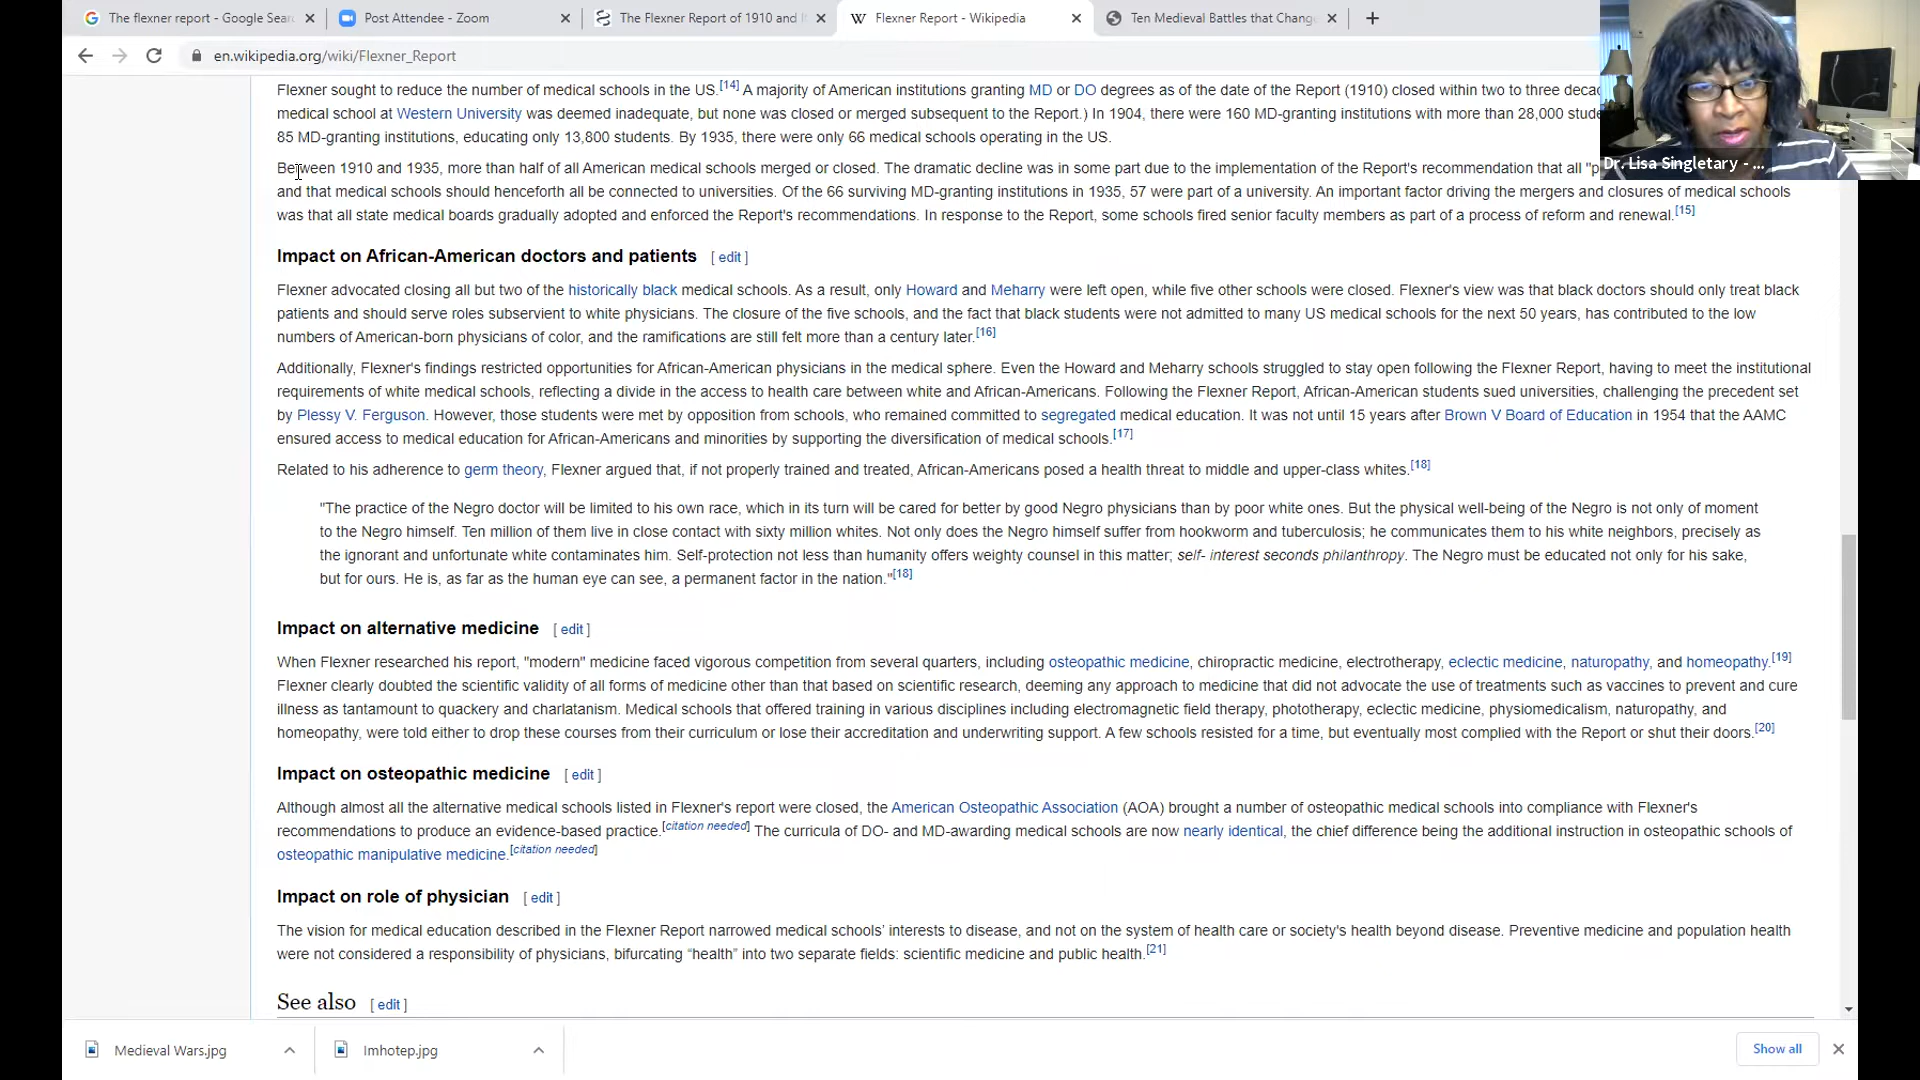 The flexner report - Google Sear
Post Attendee - Zoom
The Flexner Report of 1910 and I
Flexner Report - Wikipedia
Ten Medieval Battles that Chang
en.wikipedia.org/wiki/Flexner_Report
Flexner sought to reduce the number of medical schools in the US.[14] A majority of American institutions granting MD or DO degrees as of the date of the Report (1910) closed within two to three deca
medical school at Western University was deemed inadequate, but none was closed or merged subsequent to the Report.) In 1904, there were 160 MD-granting institutions with more than 28,000 stud
85 MD-granting institutions, educating only 13,800 students. By 1935, there were only 66 medical schools operating in the US.
Between 1910 and 1935, more than half of all American medical schools merged or closed. The dramatic decline was in some part due to the implementation of the Report's recommendation that all "p
and that medical schools should henceforth all be connected to universities. Of the 66 surviving MD-granting institutions in 1935, 57 were part of a university. An important factor driving the mergers and closures of medical schools
was that all state medical boards gradually adopted and enforced the Report's recommendations. In response to the Report, some schools fired senior faculty members as part of a process of reform and renewal.[15]
Dr. Lisa Singletary - ...
Impact on African-American doctors and patients [ edit ]
Flexner advocated closing all but two of the historically black medical schools. As a result, only Howard and Meharry were left open, while five other schools were closed. Flexner's view was that black doctors should only treat black
patients and should serve roles subservient to white physicians. The closure of the five schools, and the fact that black students were not admitted to many US medical schools for the next 50 years, has contributed to the low
numbers of American-born physicians of color, and the ramifications are still felt more than a century later.[16]
Additionally, Flexner's findings restricted opportunities for African-American physicians in the medical sphere. Even the Howard and Meharry schools struggled to stay open following the Flexner Report, having to meet the institutional
requirements of white medical schools, reflecting a divide in the access to health care between white and African-Americans. Following the Flexner Report, African-American students sued universities, challenging the precedent set
by Plessy V. Ferguson. However, those students were met by opposition from schools, who remained committed to segregated medical education. It was not until 15 years after Brown V Board of Education in 1954 that the AAMC
ensured access to medical education for African-Americans and minorities by supporting the diversification of medical schools.[17]
Related to his adherence to germ theory, Flexner argued that, if not properly trained and treated, African-Americans posed a health threat to middle and upper-class whites.[18]
"The practice of the Negro doctor will be limited to his own race, which in its turn will be cared for better by good Negro physicians than by poor white ones. But the physical well-being of the Negro is not only of moment
to the Negro himself. Ten million of them live in close contact with sixty million whites. Not only does the Negro himself suffer from hookworm and tuberculosis; he communicates them to his white neighbors, precisely as
the ignorant and unfortunate white contaminates him. Self-protection not less than humanity offers weighty counsel in this matter; self- interest seconds philanthropy. The Negro must be educated not only for his sake,
but for ours. He is, as far as the human eye can see, a permanent factor in the nation."[18]
Impact on alternative medicine [ edit ]
When Flexner researched his report, "modern" medicine faced vigorous competition from several quarters, including osteopathic medicine, chiropractic medicine, electrotherapy, eclectic medicine, naturopathy, and homeopathy.[19]
Flexner clearly doubted the scientific validity of all forms of medicine other than that based on scientific research, deeming any approach to medicine that did not advocate the use of treatments such as vaccines to prevent and cure
illness as tantamount to quackery and charlatanism. Medical schools that offered training in various disciplines including electromagnetic field therapy, phototherapy, eclectic medicine, physiomedicalism, naturopathy, and
homeopathy, were told either to drop these courses from their curriculum or lose their accreditation and underwriting support. A few schools resisted for a time, but eventually most complied with the Report or shut their doors.[20]
Impact on osteopathic medicine [ edit ]
Although almost all the alternative medical schools listed in Flexner's report were closed, the American Osteopathic Association (AOA) brought a number of osteopathic medical schools into compliance with Flexner's
recommendations to produce an evidence-based practice.[citation needed] The curricula of DO- and MD-awarding medical schools are now nearly identical, the chief difference being the additional instruction in osteopathic schools of
osteopathic manipulative medicine.[citation needed]
Impact on role of physician [ edit ]
The vision for medical education described in the Flexner Report narrowed medical schools' interests to disease, and not on the system of health care or society's health beyond disease. Preventive medicine and population health
were not considered a responsibility of physicians, bifurcating “health” into two separate fields: scientific medicine and public health.[21]
See also [ edit ]
Medieval Wars.jpg
Imhotep.jpg
Show all